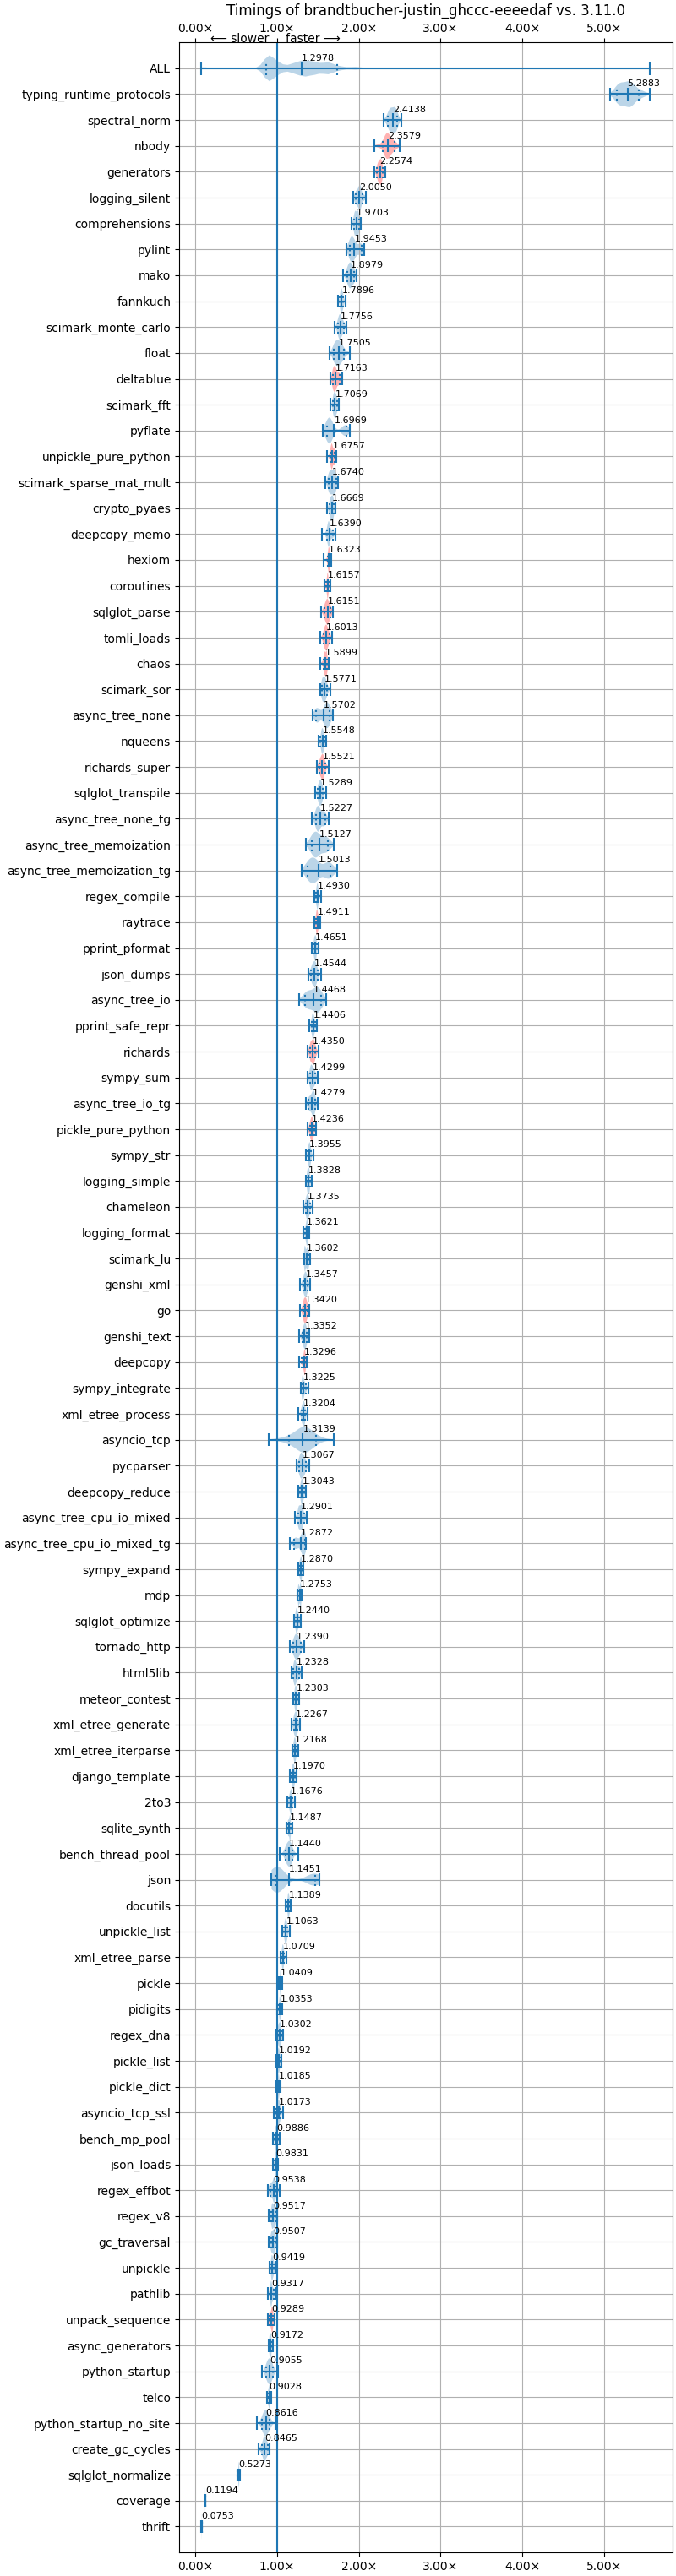 Timings of brandtbucher-justin_ghccc-eeeedaf vs. 3.11.0
0.00× 1.00× 2.00× 3.00× 4.00× 5.00×
⟵ slower faster ⟶
ALL 1.2978
typing_runtime_protocols 5.2883
spectral_norm 2.4138
nbody 2.3579
generators 2.2574
logging_silent 2.0050
comprehensions 1.9703
pylint 1.9453
mako 1.8979
fannkuch 1.7896
scimark_monte_carlo 1.7756
float 1.7505
deltablue 1.7163
scimark_fft 1.7069
pyflate 1.6969
unpickle_pure_python 1.6757
scimark_sparse_mat_mult 1.6740
crypto_pyaes 1.6669
deepcopy_memo 1.6390
hexiom 1.6323
coroutines 1.6157
sqlglot_parse 1.6151
tomli_loads 1.6013
chaos 1.5899
scimark_sor 1.5771
async_tree_none 1.5702
nqueens 1.5548
richards_super 1.5521
sqlglot_transpile 1.5289
async_tree_none_tg 1.5227
async_tree_memoization 1.5127
async_tree_memoization_tg 1.5013
regex_compile 1.4930
raytrace 1.4911
pprint_pformat 1.4651
json_dumps 1.4544
async_tree_io 1.4468
pprint_safe_repr 1.4406
richards 1.4350
sympy_sum 1.4299
async_tree_io_tg 1.4279
pickle_pure_python 1.4236
sympy_str 1.3955
logging_simple 1.3828
chameleon 1.3735
logging_format 1.3621
scimark_lu 1.3602
genshi_xml 1.3457
go 1.3420
genshi_text 1.3352
deepcopy 1.3296
sympy_integrate 1.3225
xml_etree_process 1.3204
asyncio_tcp 1.3139
pycparser 1.3067
deepcopy_reduce 1.3043
async_tree_cpu_io_mixed 1.2901
async_tree_cpu_io_mixed_tg 1.2872
sympy_expand 1.2870
mdp 1.2753
sqlglot_optimize 1.2440
tornado_http 1.2390
html5lib 1.2328
meteor_contest 1.2303
xml_etree_generate 1.2267
xml_etree_iterparse 1.2168
django_template 1.1970
2to3 1.1676
sqlite_synth 1.1487
bench_thread_pool 1.1440
json 1.1451
docutils 1.1389
unpickle_list 1.1063
xml_etree_parse 1.0709
pickle 1.0409
pidigits 1.0353
regex_dna 1.0302
pickle_list 1.0192
pickle_dict 1.0185
asyncio_tcp_ssl 1.0173
bench_mp_pool 0.9886
json_loads 0.9831
regex_effbot 0.9538
regex_v8 0.9517
gc_traversal 0.9507
unpickle 0.9419
pathlib 0.9317
unpack_sequence 0.9289
async_generators 0.9172
python_startup 0.9055
telco 0.9028
python_startup_no_site 0.8616
create_gc_cycles 0.8465
sqlglot_normalize 0.5273
coverage 0.1194
thrift 0.0753
0.00× 1.00× 2.00× 3.00× 4.00× 5.00×